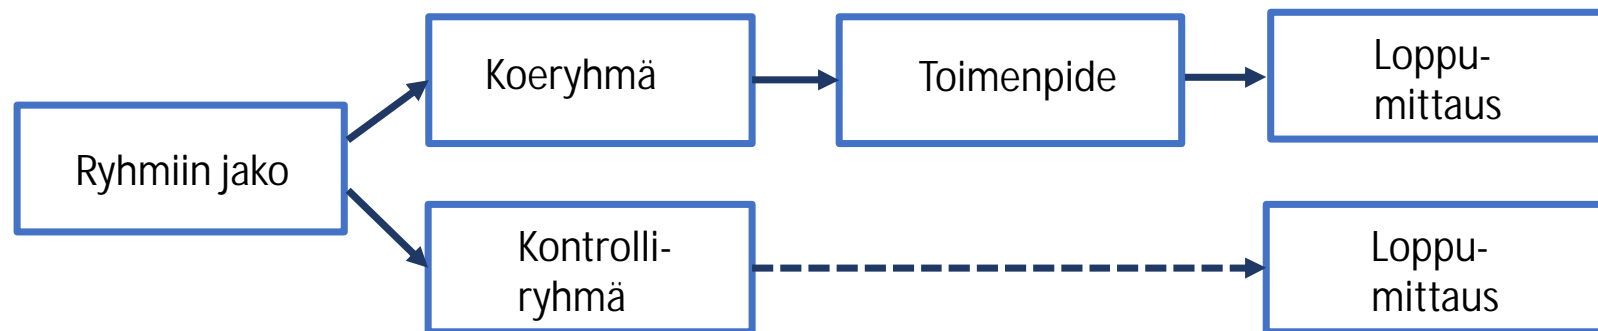 Ryhmiin jako
Koeryhmä
Toimenpide
Loppu-
mittaus
Kontrolli-
ryhmä
Loppu-
mittaus